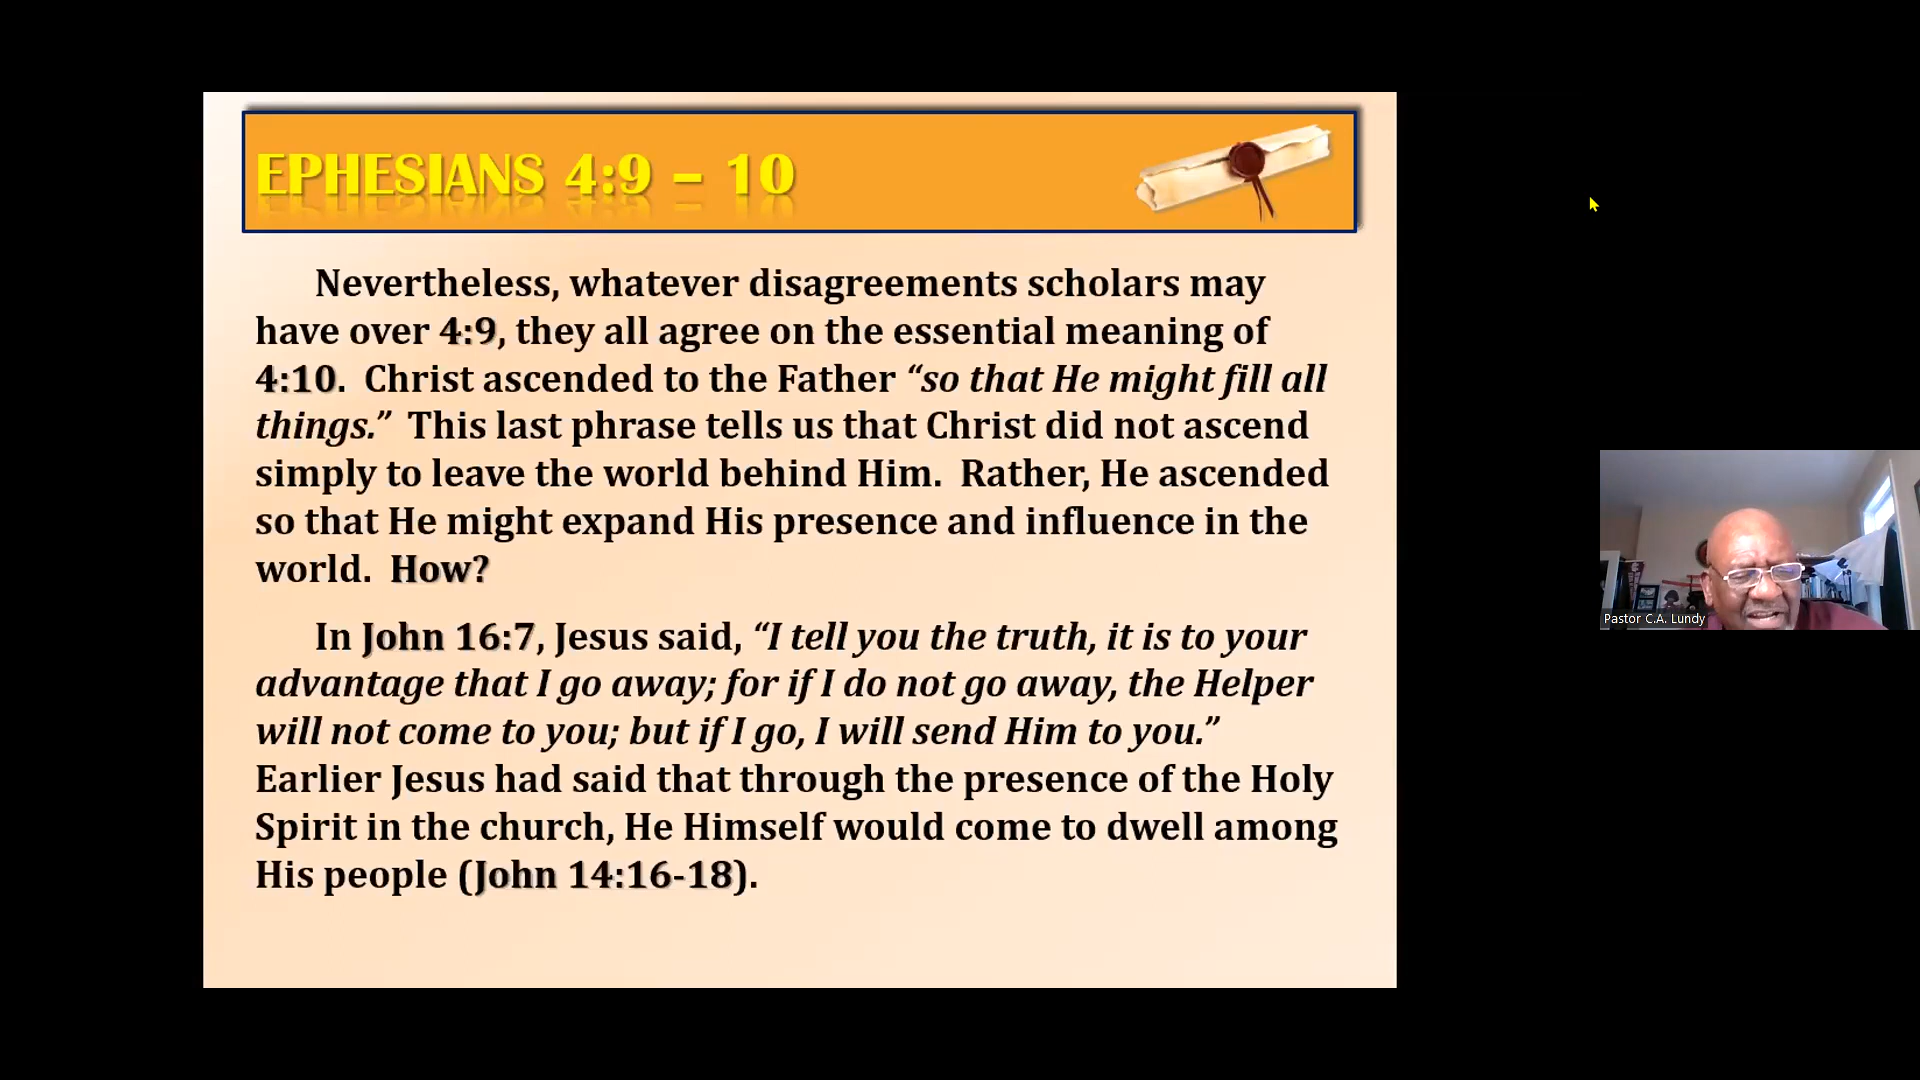 EPHESIANS 4:9 – 10
Nevertheless, whatever disagreements scholars may
have over 4:9, they all agree on the essential meaning of
4:10.  Christ ascended to the Father “so that He might fill all
things.”  This last phrase tells us that Christ did not ascend
simply to leave the world behind Him.  Rather, He ascended
so that He might expand His presence and influence in the
world.  How?
In John 16:7, Jesus said, “I tell you the truth, it is to your
advantage that I go away; for if I do not go away, the Helper
will not come to you; but if I go, I will send Him to you.”
Earlier Jesus had said that through the presence of the Holy
Spirit in the church, He Himself would come to dwell among
His people (John 14:16-18).
Pastor C.A. Lundy